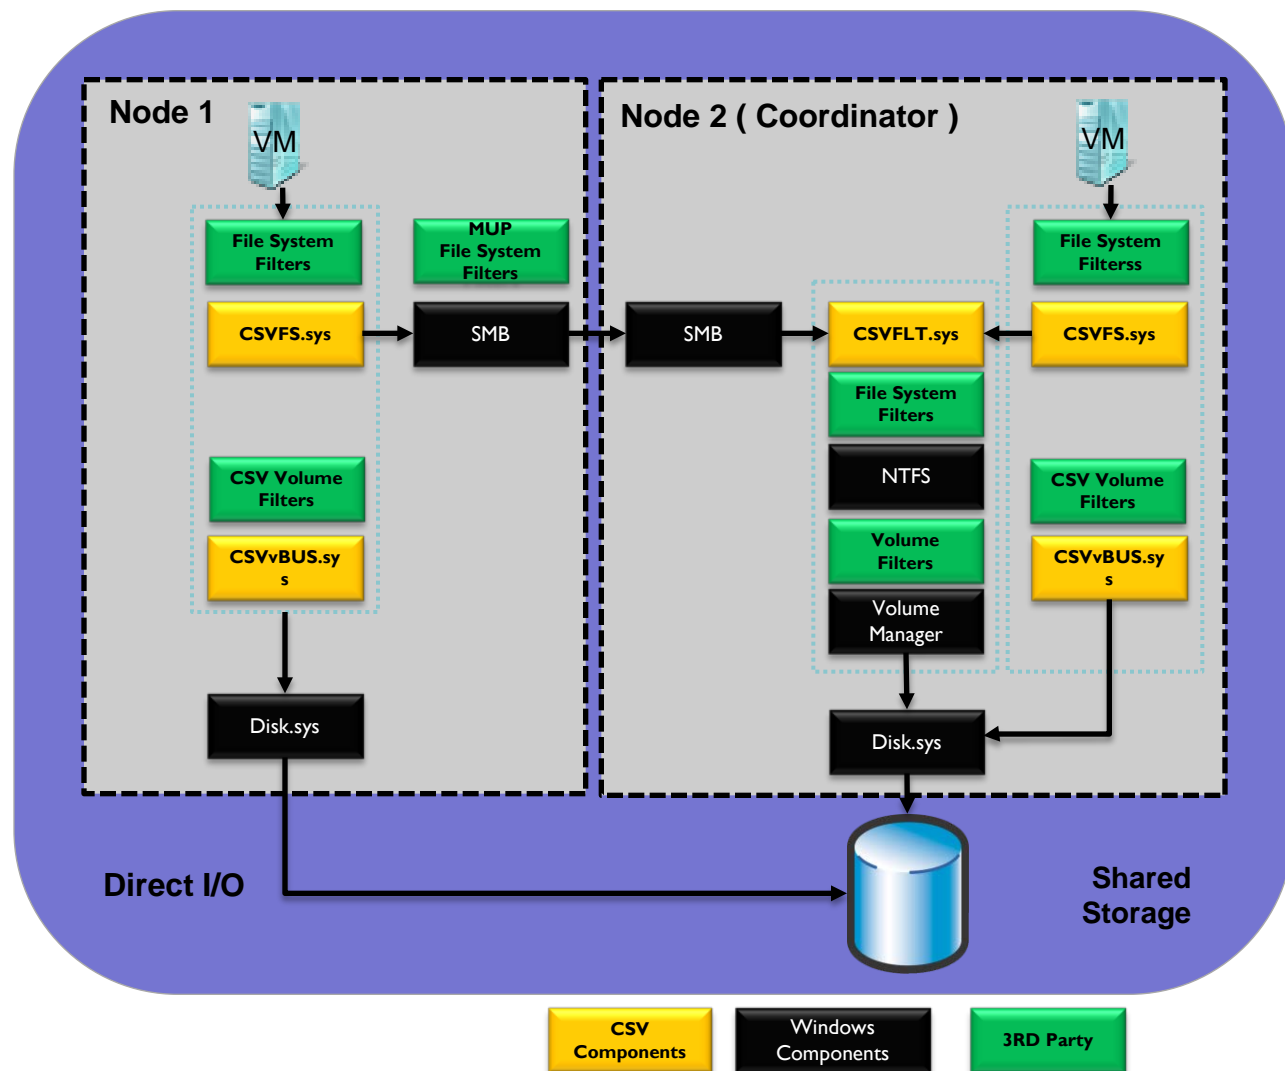 Node 1
VM
File System
Filters
MUP
File System
Filters
CSVFS.sys
SMB
CSV Volume
Filters
CSVvBUS.sy
s
Disk.sys
Node 2 ( Coordinator )
VM
File System
Filterss
SMB
CSVFLT.sys
CSVFS.sys
File System
Filters
NTFS
CSV Volume
Filters
Volume
Filters
CSVvBUS.sy
s
Volume
Manager
Disk.sys
Direct I/O
Shared
Storage
CSV
Components
Windows
Components
3RD Party